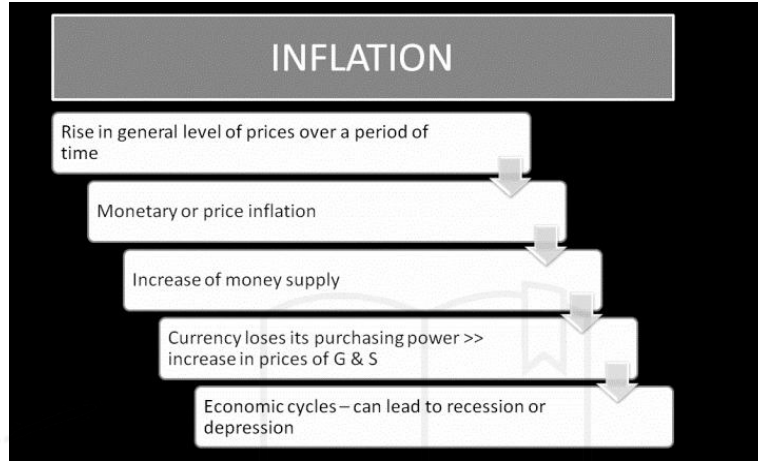 INFLATION
Rise in general level of prices over a period of
time
Monetary or price inflation
Increase of money supply
Currency loses its purchasing power >>
increase in prices of G & S
Economic cycles – can lead to recession or
depression